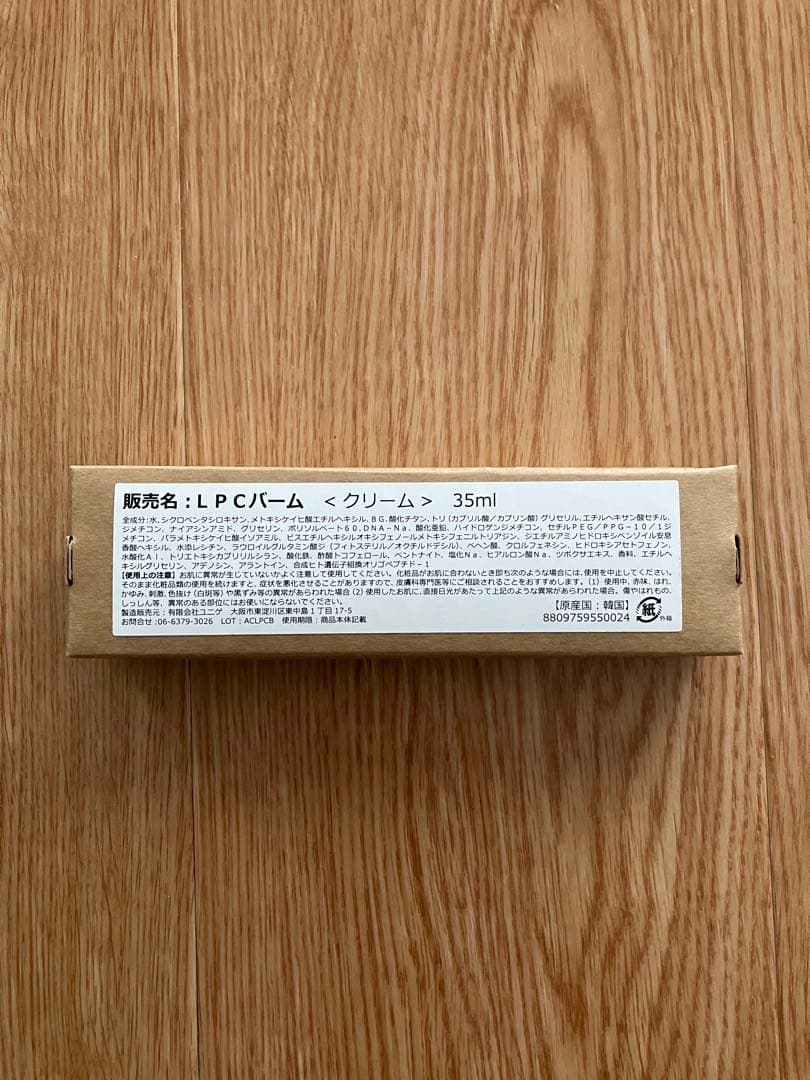 販売名：ＬＰＣバーム ＜クリーム＞ 35ml
全成分：水、シクロペンタシロキサン、メトキシケイヒ酸エチルヘキシル、ＢＧ、酸化チタン、トリ（カプリル酸／カプリン酸）グリセリル、エチルヘキサン酸セチル、
ジメチコン、ナイアシンアミド、グリセリン、ポリソルベート６０、ＤＮＡ－Ｎａ、酸化亜鉛、ハイドロゲンジメチコン、セチルＰＥＧ／ＰＰＧ－１０／１ジ
メチコン、パラメトキシケイ皮酸イソアミル、ビスエチルヘキシルオキシフェノールメトキシフェニルトリアジン、ジエチルアミノヒドロキシベンゾイル安息
香酸ヘキシル、水添レシチン、ラウロイルグルタミン酸ジ（フィトステリル／オクチルドデシル）、ベヘン酸、クロルフェネシン、ヒドロキシアセトフェノン、
水酸化Ａｌ、トリエトキシカプリリルシラン、酸化鉄、酢酸トコフェロール、ベントナイト、塩化Ｎａ、ヒアルロン酸Ｎａ、ツボクサエキス、香料、エチルヘ
キシルグリセリン、アデノシン、アラントイン、合成ヒト遺伝子組換オリゴペプチド－１
【使用上の注意】お肌に異常が生じていないかよく注意して使用してください。化粧品がお肌に合わないとき即ち次のような場合には、使用を中止してください。
そのまま化粧品類の使用を続けますと、症状を悪化させることがありますので、皮膚科専門医等にご相談されることをおすすめします。（1）使用中、赤味、はれ、
かゆみ、刺激、色抜け（白斑等）や黒ずみ等の異常があらわれた場合（2）使用したお肌に、直接日光があたって上記のような異常があらわれた場合。傷やはれもの、
しっしん等、異常のある部位にはお使いにならないでください。
製造販売元：有限会社ユニゲ 大阪市東淀川区東中島１丁目17-5
お問合せ：06-6379-3026 LOT：ACLPCB 使用期限：商品本体記載
【原産国：韓国】
8809759550024
紙
外箱